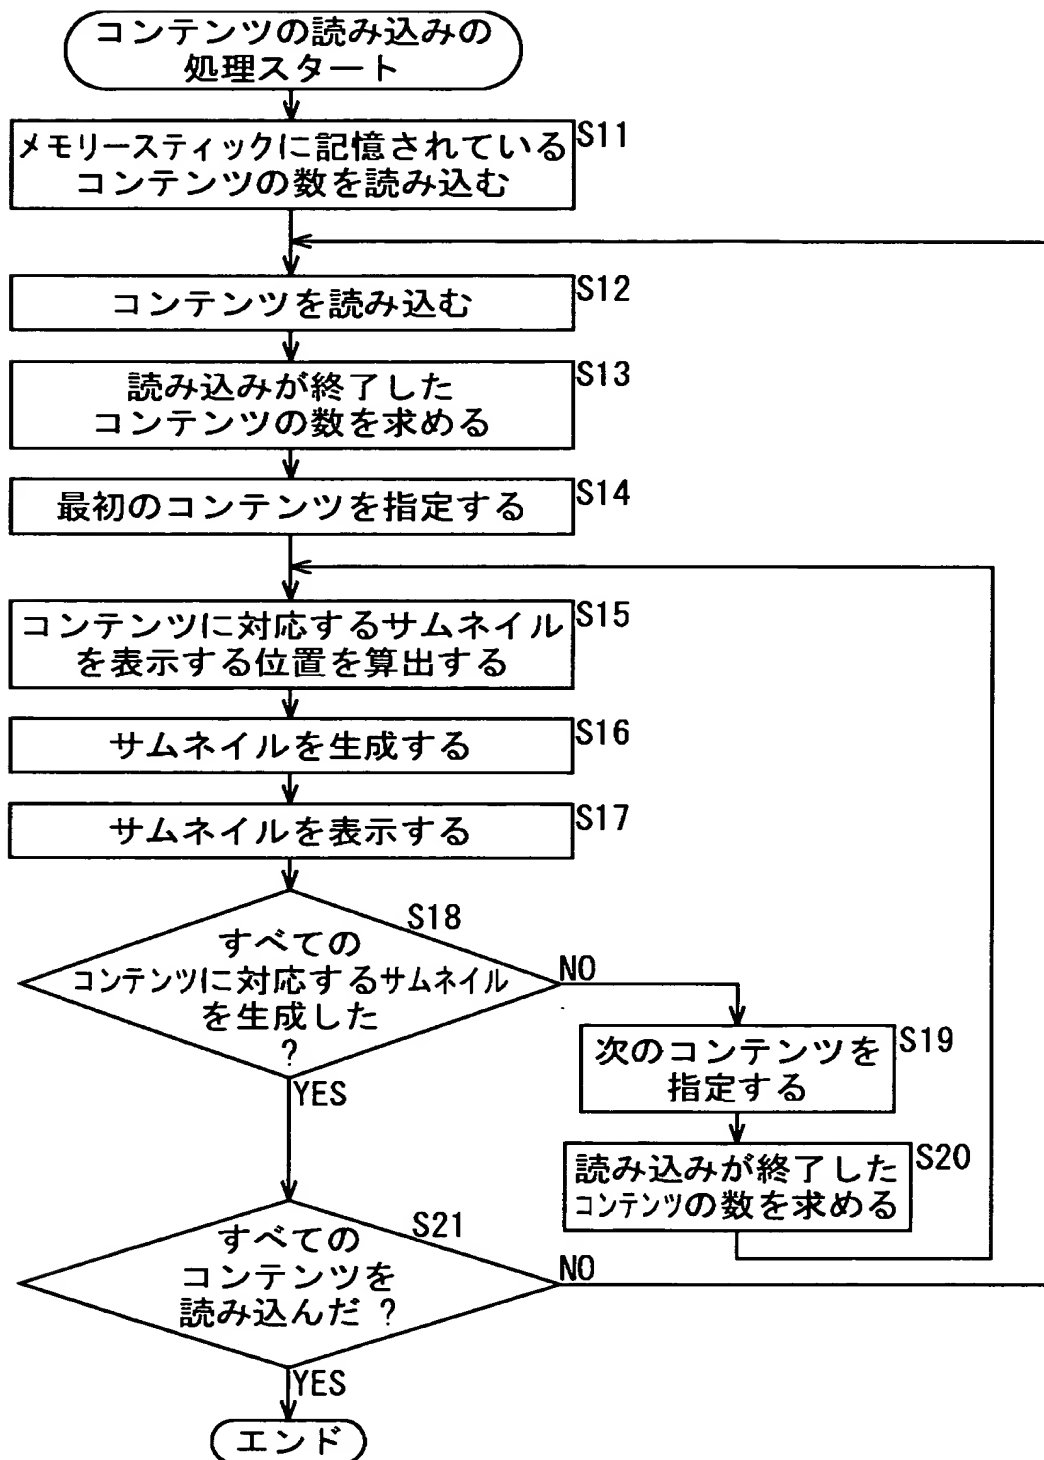 コンテンツの読み込みの
処理スタート
S11
メモリースティックに記憶されている
コンテンツの数を読み込む
S12
コンテンツを読み込む
S13
読み込みが終了した
コンテンツの数を求める
S14
最初のコンテンツを指定する
S15
コンテンツに対応するサムネイル
を表示する位置を算出する
S16
サムネイルを生成する
S17
サムネイルを表示する
S18
すべての
コンテンツに対応するサムネイル
を生成した
?
NO
YES
S19
次のコンテンツを
指定する
S20
読み込みが終了した
コンテンツの数を求める
S21
すべての
コンテンツを
読み込んだ ?
NO
YES
エンド